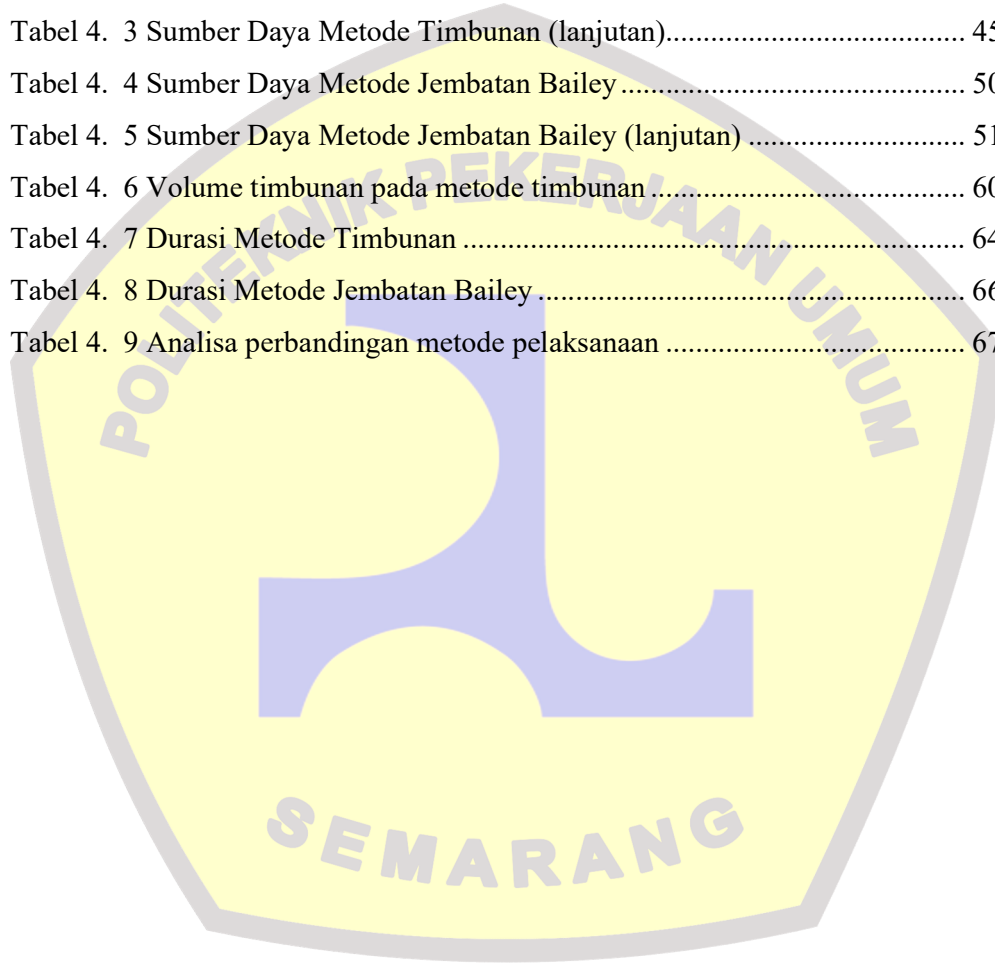 Tabel 4.  3 Sumber Daya Metode Timbunan (lanjutan)..................................... 45
Tabel 4.  4 Sumber Daya Metode Jembatan Bailey........................................... 50
Tabel 4.  5 Sumber Daya Metode Jembatan Bailey (lanjutan) ........................... 51
Tabel 4.  6 Volume timbunan pada metode timbunan ....................................... 60
Tabel 4.  7 Durasi Metode Timbunan ............................................................... 64
Tabel 4.  8 Durasi Metode Jembatan Bailey ..................................................... 66
Tabel 4.  9 Analisa perbandingan metode pelaksanaan ..................................... 67
POLITEKNIK PEKERJAAN UMUM
SEMARANG